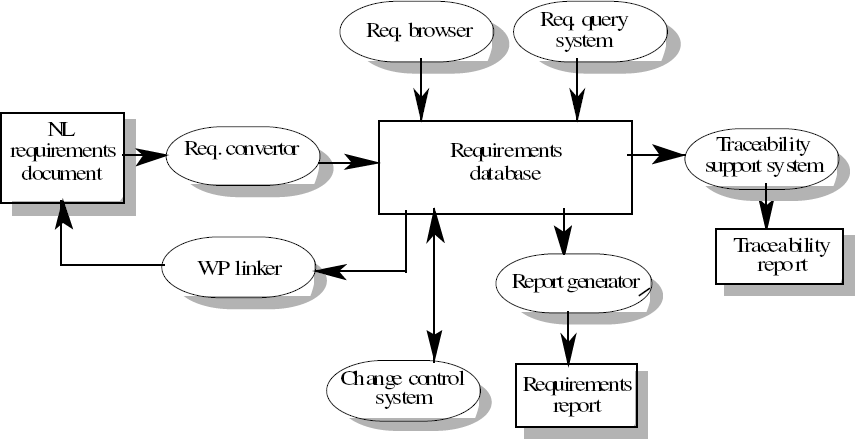 Req. browser
Req. query
system
NL
requirements
document
Req. convertor
Requirements
database
Traceability
support system
Traceability
report
WP linker
Report generator
Change control
system
Requirements
report